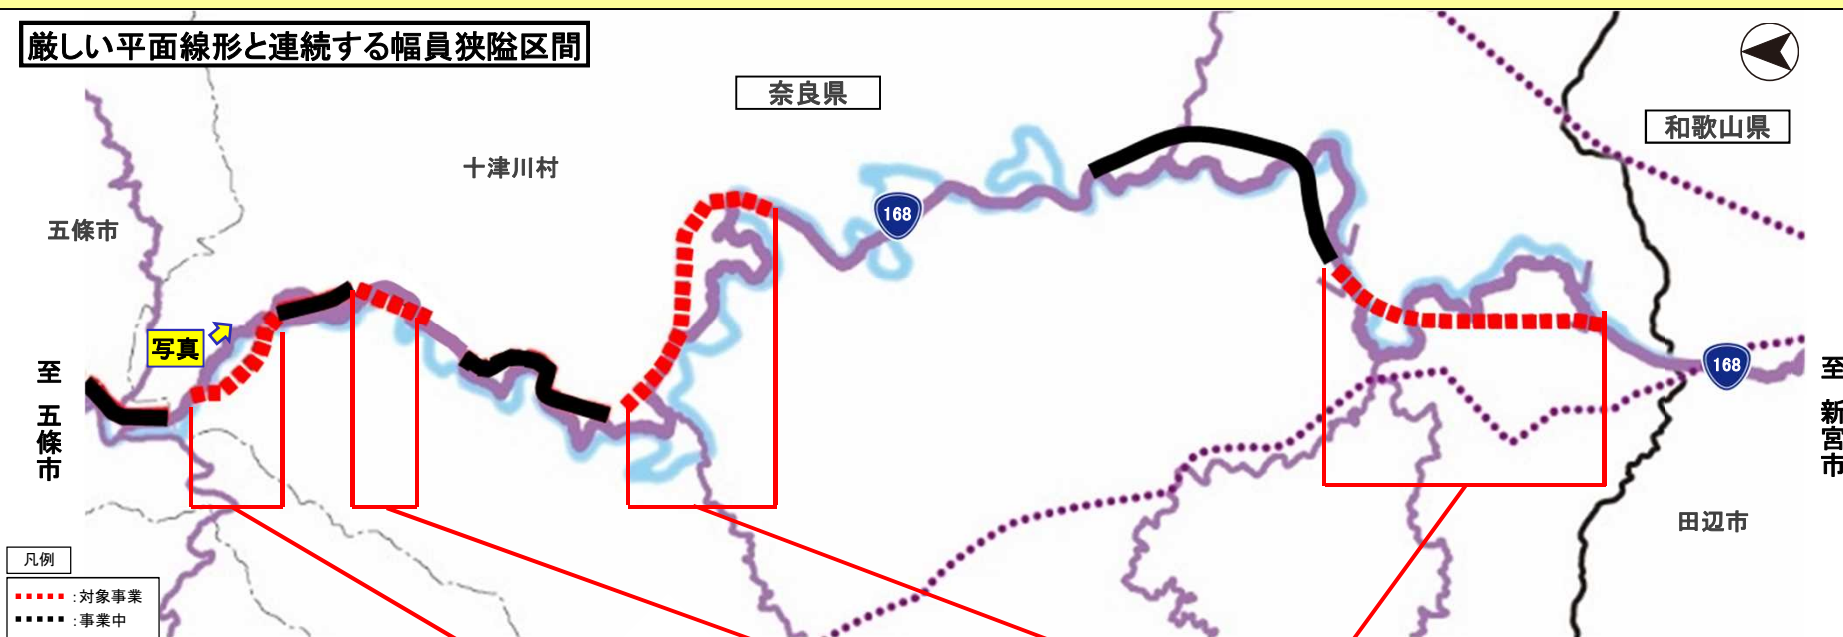 厳しい平面線形と連続する幅員狭隘区間
奈良県
和歌山県
十津川村
五條市
168
写真
至 五條市
168
至 新宮市
田辺市
凡例
:対象事業
:事業中